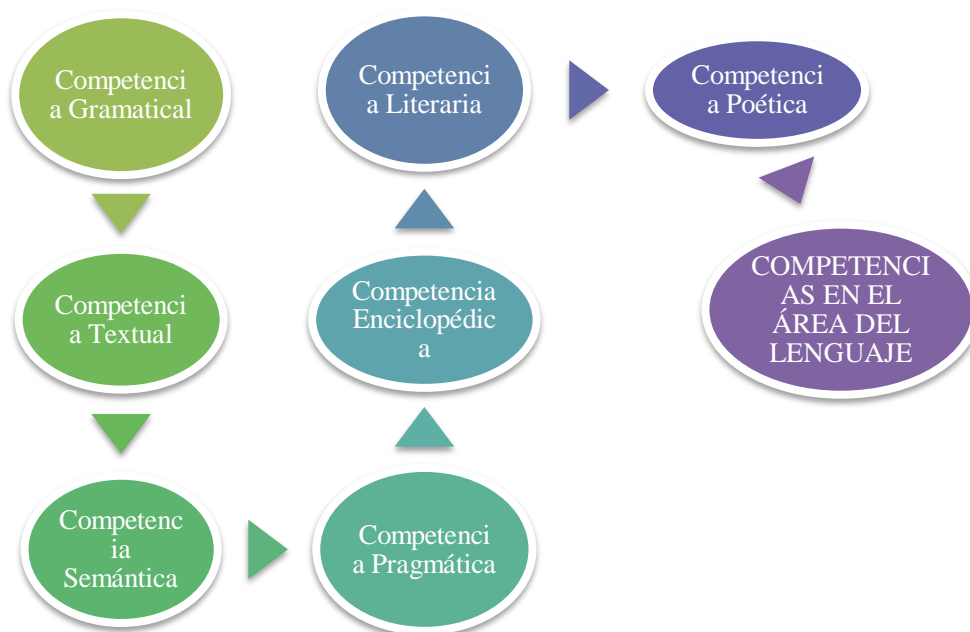 Competenci
a Gramatical
Competenci
a Textual
Competenc
ia
Semántica
Competenci
a Pragmática
Competencia
Enciclopédic
a
Competenci
a Literaria
Competenci
a Poética
COMPETENCI
AS EN EL
ÁREA DEL
LENGUAJE